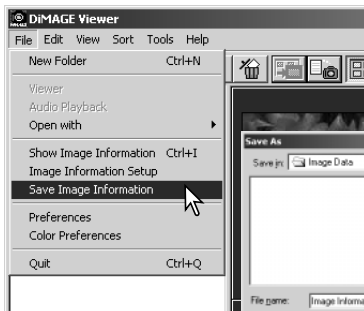 DiMAGE Viewer
File Edit View Sort Tools Help
New Folder Ctrl+N
Viewer
Audio Playback
Open with
Show Image Information Ctrl+I
Image Information Setup
Save Image Information
Preferences
Color Preferences
Quit Ctrl+Q
Save As
Save in: Image Data
File name: Image Informa